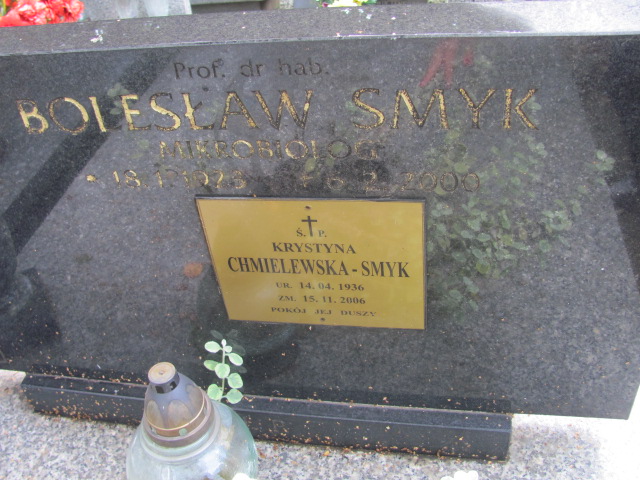 Prof. dr hab.
BOLESŁAW SMYK
MIKROBIOLOG
2. 2000
Ś. P.
KRYSTYNA
CHMIELEWSKA - SMYK
UR. 14.04. 1936
ZM. 15.11. 2006
POKÓJ JEJ DUSZY